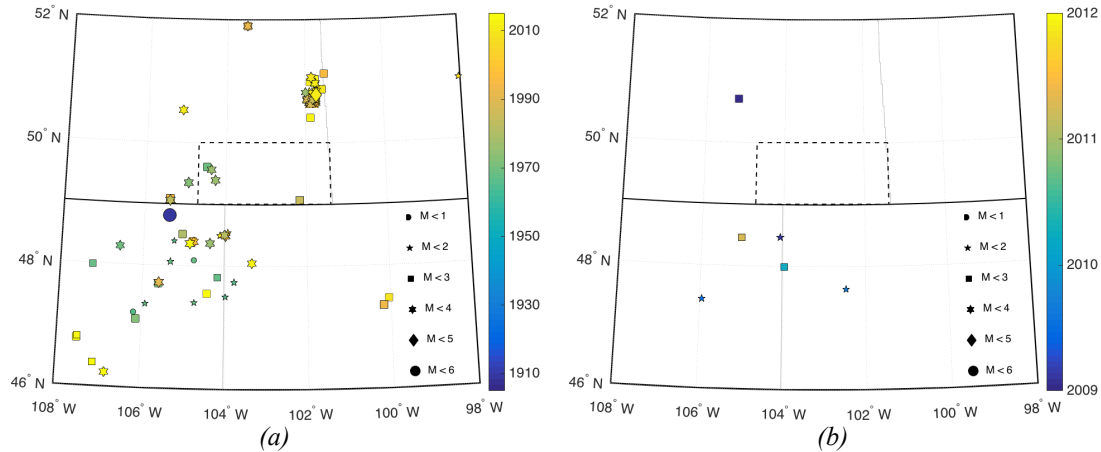 52° N
50° N
48° N
46° N
108° W
106° W
104° W
102° W
100° W
98° W
M < 1
M < 2
M < 3
M < 4
M < 5
M < 6
2010
1990
1970
1950
1930
1910
(a)
52° N
50° N
48° N
46° N
108° W
106° W
104° W
102° W
100° W
98° W
M < 1
M < 2
M < 3
M < 4
M < 5
M < 6
2012
2011
2010
2009
(b)